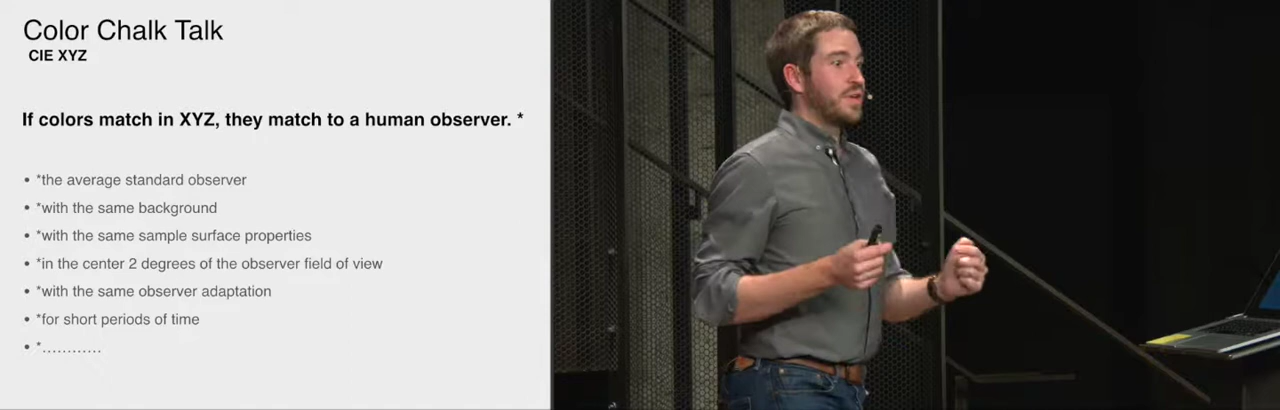 Color Chalk Talk
CIE XYZ
If colors match in XYZ, they match to a human observer. *
• *the average standard observer
• *with the same background
• *with the same sample surface properties
• *in the center 2 degrees of the observer field of view
• *with the same observer adaptation
• *for short periods of time
• *…………